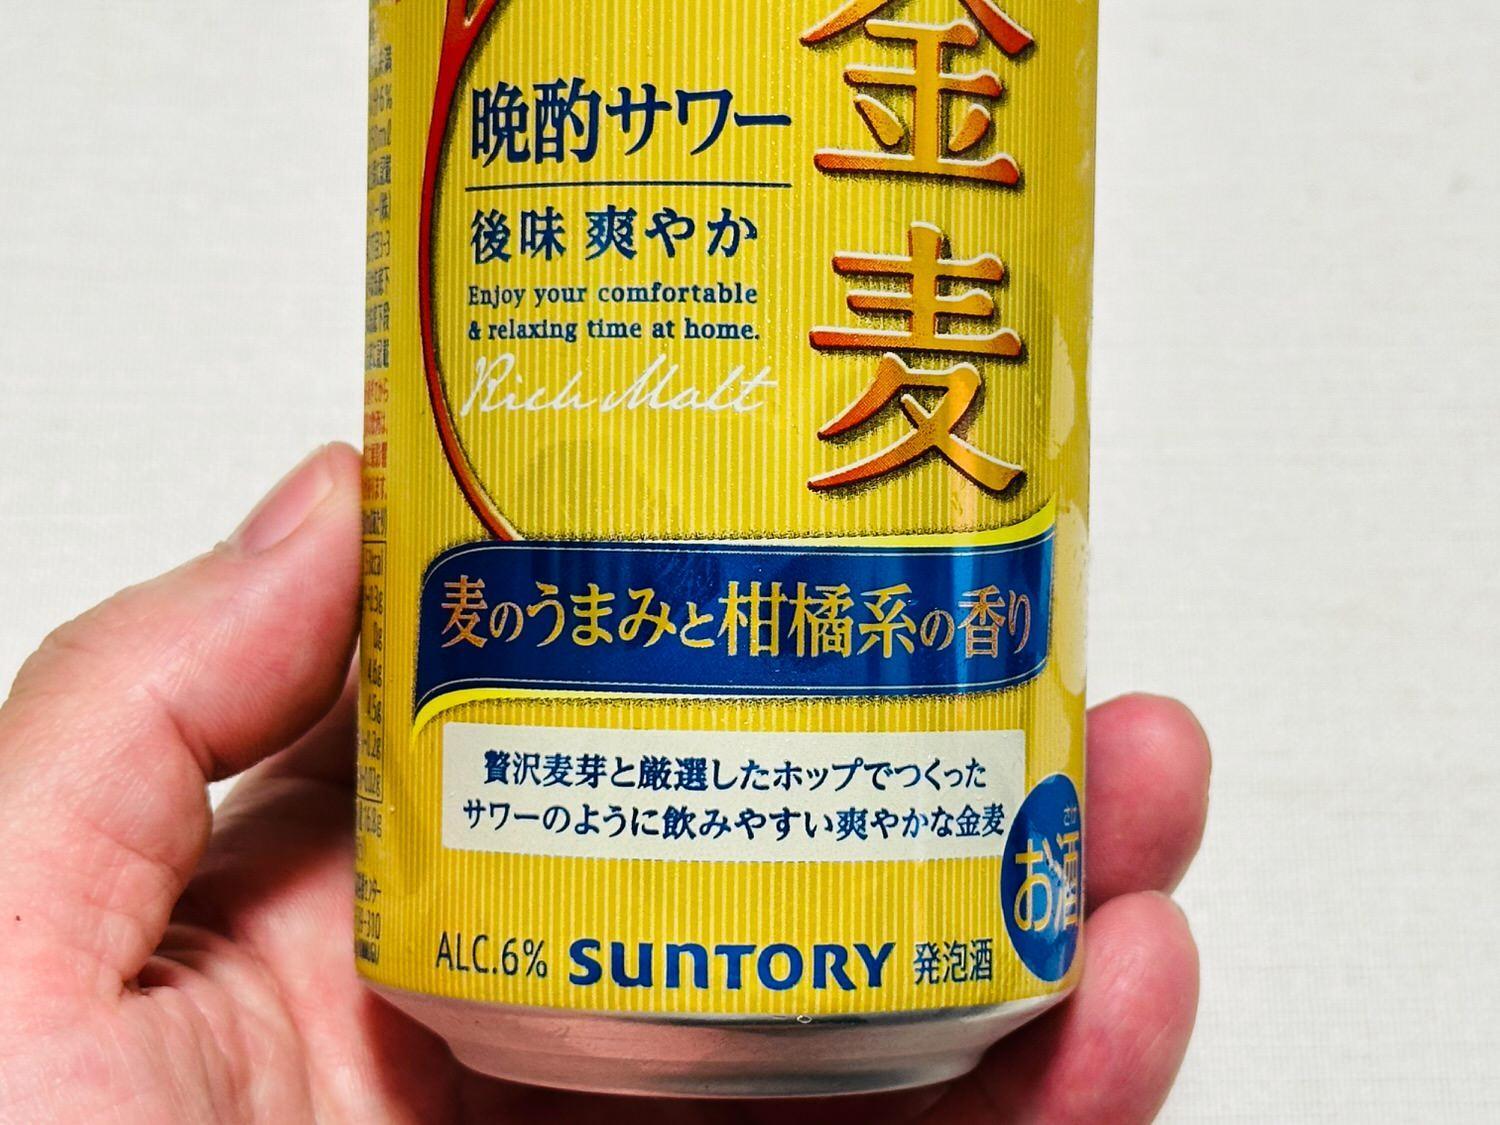 金麦
晩酌サワー
後味 爽やか
Enjoy your comfortable
& relaxing time at home.
Rich Malt
麦のうまみと柑橘系の香り
贅沢麦芽と厳選したホップでつくった
サワーのように飲みやすい爽やかな金麦
お酒
さけ
ALC.6% SUNTORY 発泡酒